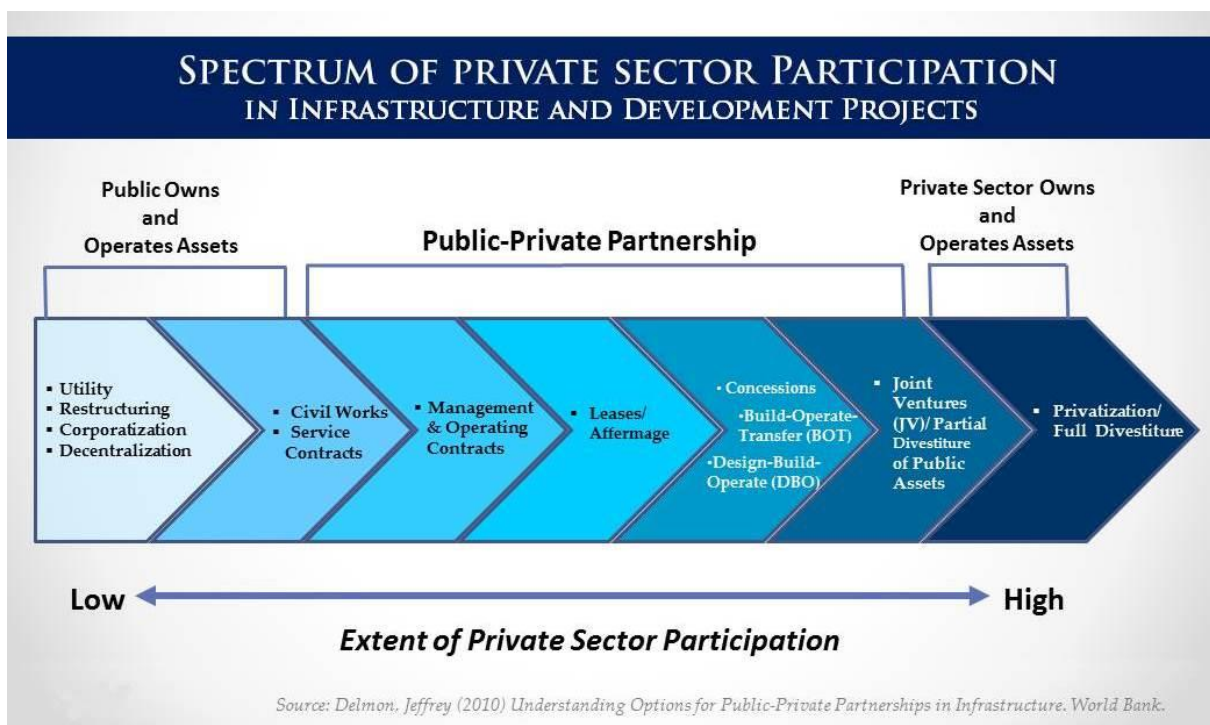 SPECTRUM OF PRIVATE SECTOR PARTICIPATION
IN INFRASTRUCTURE AND DEVELOPMENT PROJECTS
Public Owns
and
Operates Assets
Public-Private Partnership
Private Sector Owns
and
Operates Assets
▪ Utility
▪ Restructuring
▪ Corporatization
▪ Decentralization
▪ Civil Works
▪ Service
Contracts
▪ Management
& Operating
Contracts
▪ Leases/
Affermage
• Concessions
•Build-Operate-
Transfer (BOT)
•Design-Build-
Operate (DBO)
▪ Joint
Ventures
(JV)/ Partial
Divestiture
of Public
Assets
▪ Privatization/
Full Divestiture
Low
High
Extent of Private Sector Participation
Source: Delmon, Jeffrey (2010) Understanding Options for Public-Private Partnerships in Infrastructure. World Bank.